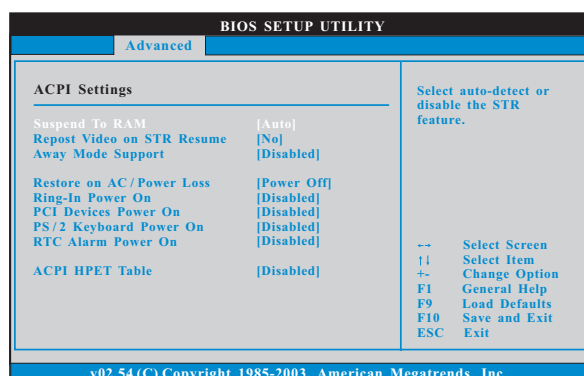 BIOS SETUP UTILITY
Advanced
ACPI Settings
Suspend To RAM [Auto]
Repost Video on STR Resume [No]
Away Mode Support [Disabled]
Restore on AC / Power Loss [Power Off]
Ring-In Power On [Disabled]
PCI Devices Power On [Disabled]
PS / 2 Keyboard Power On [Disabled]
RTC Alarm Power On [Disabled]
ACPI HPET Table [Disabled]
Select auto-detect or
disable the STR
feature.
←→ Select Screen
↑↓ Select Item
+- Change Option
F1 General Help
F9 Load Defaults
F10 Save and Exit
ESC Exit
v02.54 (C) Copyright 1985-2003, American Megatrends, Inc.